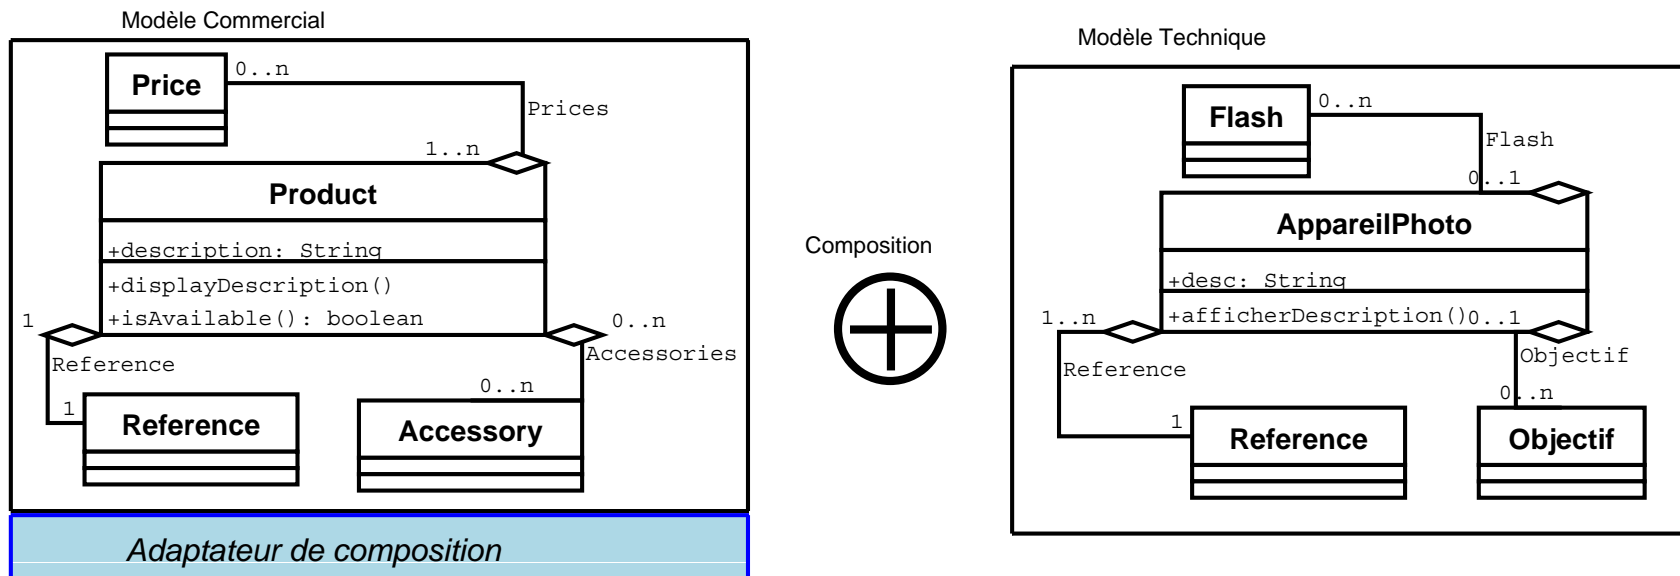 Modèle Commercial
Price
0..n
Prices
1..n
Product
+description: String
+displayDescription()
+isAvailable(): boolean
1
Reference
0..n
Accessories
0..n
1
Reference
Accessory
Adaptateur de composition
Composition
Modèle Technique
Flash
0..n
Flash
0..1
AppareilPhoto
+desc: String
+afficherDescription()
0..1
1..n
Reference
Objectif
0..n
1
Reference
Objectif